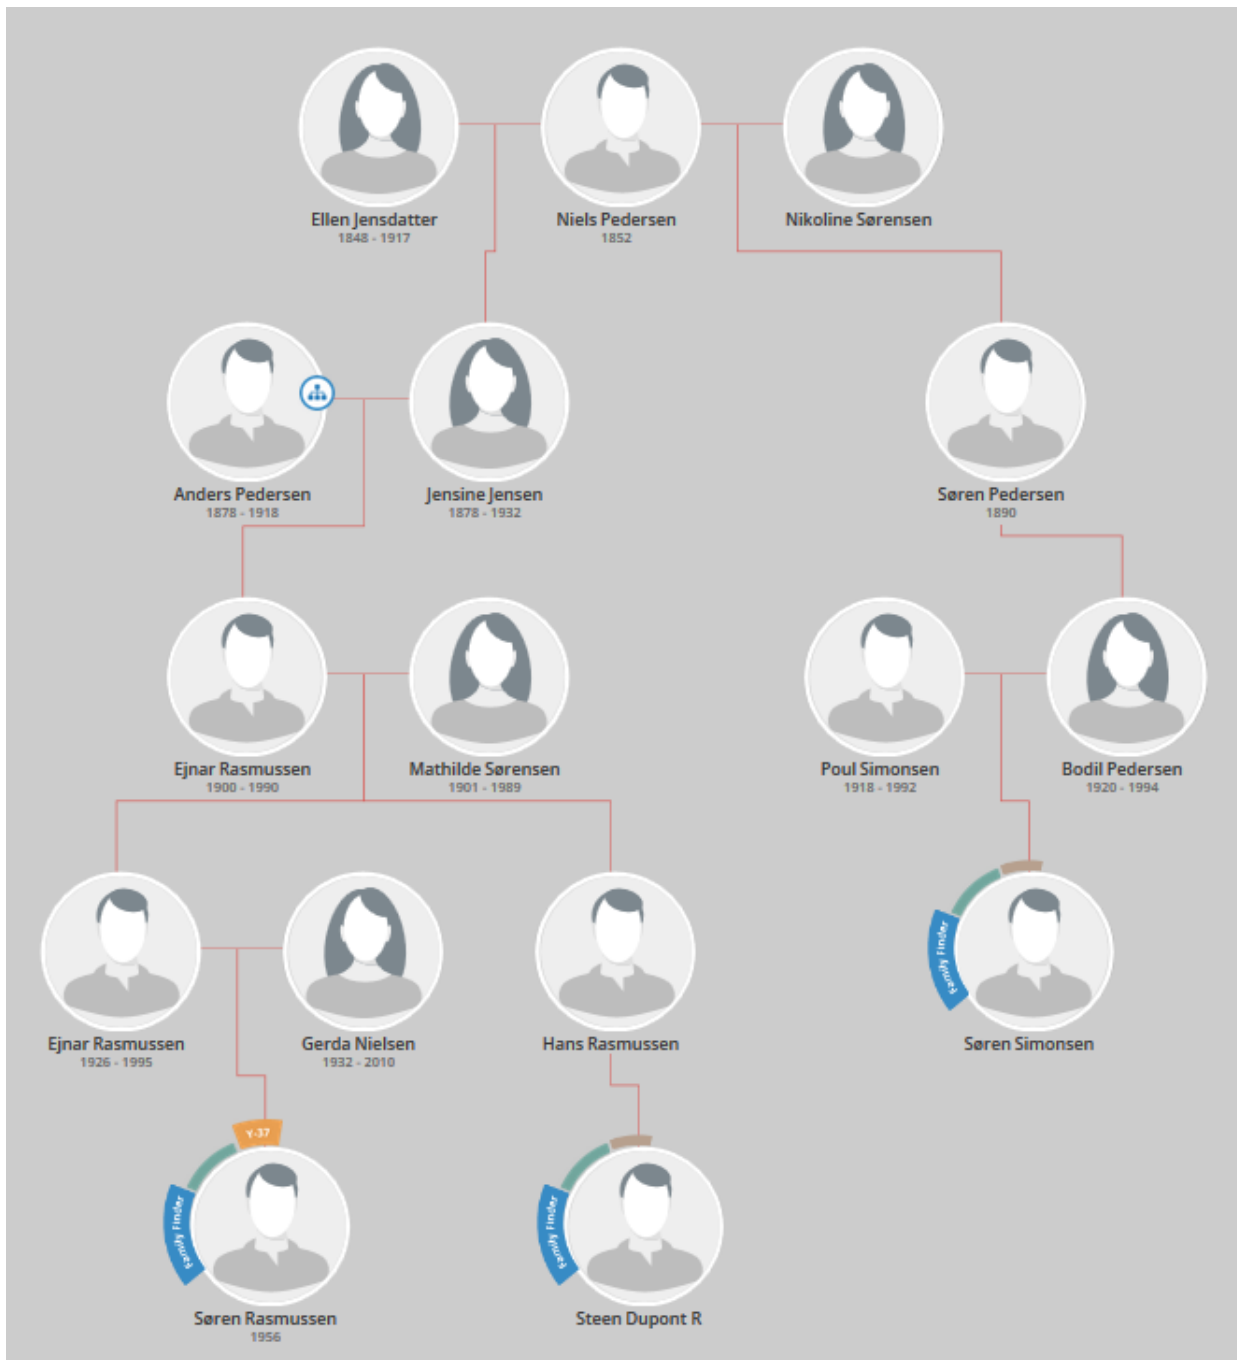 Ellen Jensdatter
1848 - 1917
Niels Pedersen
1852
Nikoline Sørensen
Anders Pedersen
1878 - 1918
Jensine Jensen
1878 - 1932
Søren Pedersen
1890
Ejnar Rasmussen
1900 - 1990
Mathilde Sørensen
1901 - 1989
Poul Simonsen
1918 - 1992
Bodil Pedersen
1920 - 1994
Ejnar Rasmussen
1926 - 1995
Gerda Nielsen
1932 - 2010
Hans Rasmussen
Family Finder
Søren Simonsen
Y-37
Family Finder
Søren Rasmussen
1956
Family Finder
Steen Dupont R